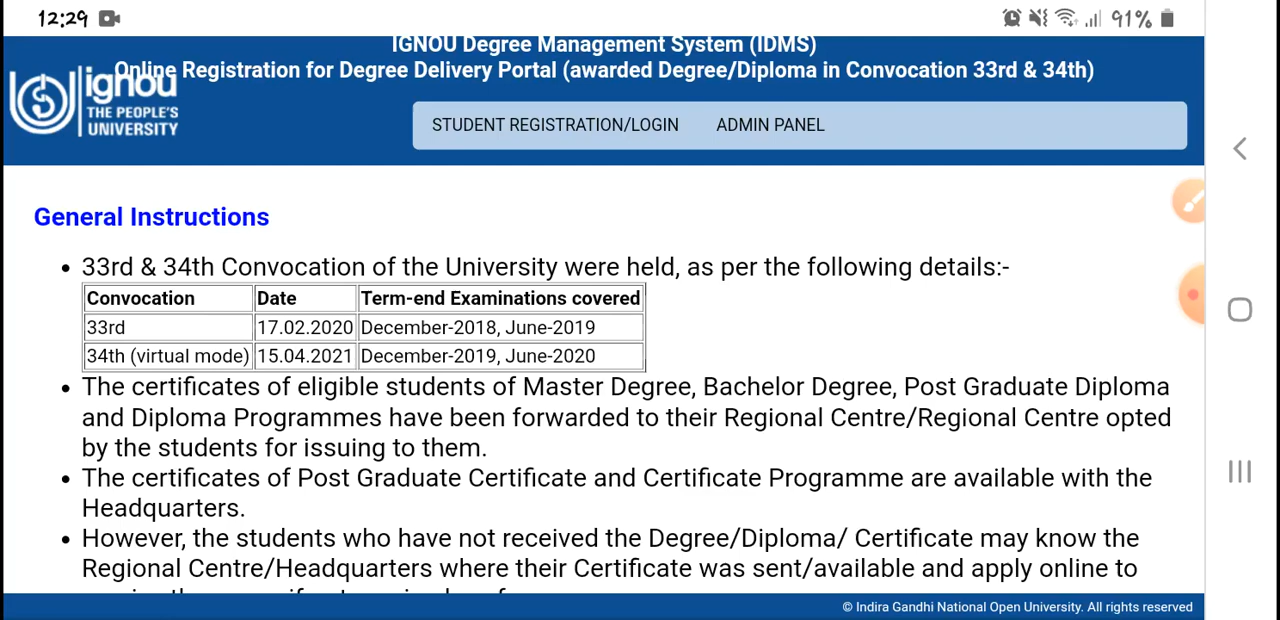 12:29
91%
IGNOU Degree Management System (IDMS)
Online Registration for Degree Delivery Portal (awarded Degree/Diploma in Convocation 33rd & 34th)
ignou
THE PEOPLE'S
UNIVERSITY
STUDENT REGISTRATION/LOGIN ADMIN PANEL
General Instructions
• 33rd & 34th Convocation of the University were held, as per the following details:-
Convocation Date Term-end Examinations covered
33rd 17.02.2020 December-2018, June-2019
34th (virtual mode) 15.04.2021 December-2019, June-2020
• The certificates of eligible students of Master Degree, Bachelor Degree, Post Graduate Diploma
and Diploma Programmes have been forwarded to their Regional Centre/Regional Centre opted
by the students for issuing to them.
• The certificates of Post Graduate Certificate and Certificate Programme are available with the
Headquarters.
• However, the students who have not received the Degree/Diploma/ Certificate may know the
Regional Centre/Headquarters where their Certificate was sent/available and apply online to
© Indira Gandhi National Open University. All rights reserved